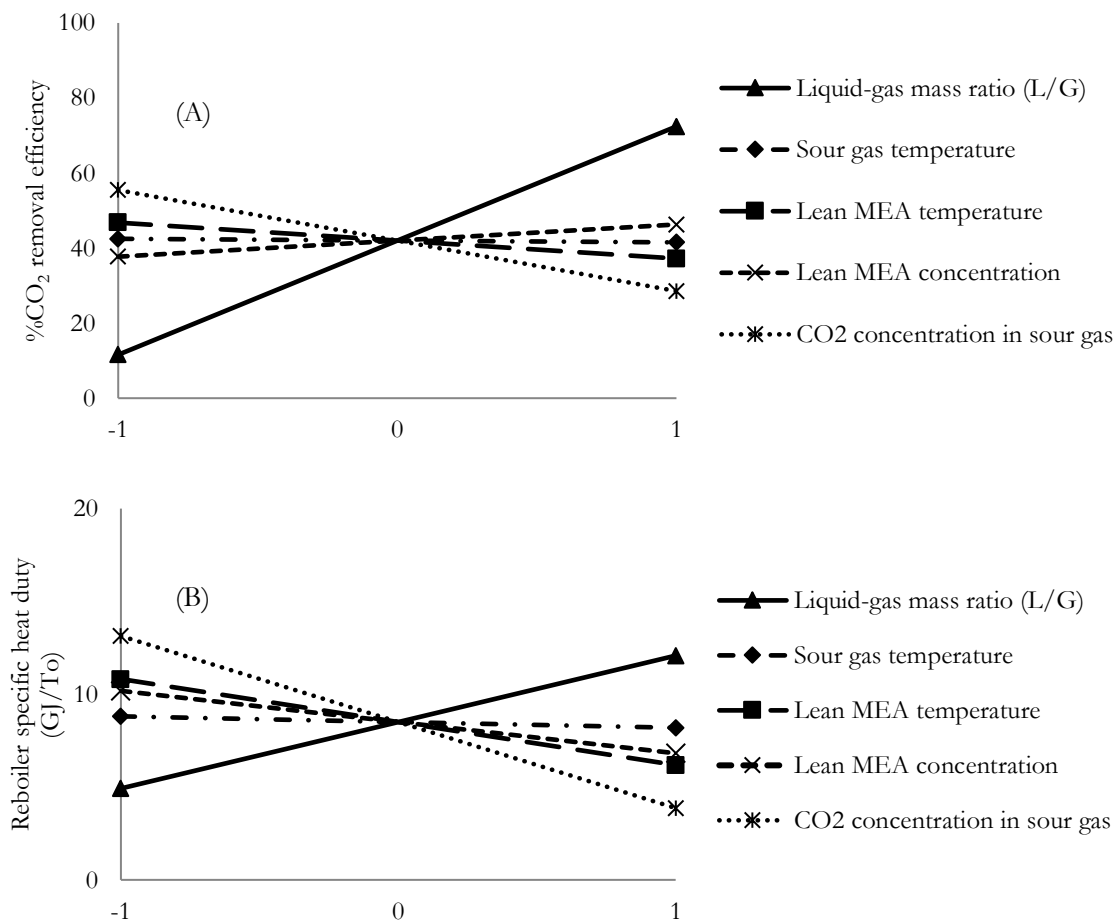 100
80
60
40
20
0
%CO2 removal efficiency
(A)
-1
0
1
Liquid-gas mass ratio (L/G)
Sour gas temperature
Lean MEA temperature
Lean MEA concentration
CO2 concentration in sour gas
20
10
0
Reboiler specific heat duty
(GJ/To)
(B)
-1
0
1
Liquid-gas mass ratio (L/G)
Sour gas temperature
Lean MEA temperature
Lean MEA concentration
CO2 concentration in sour gas